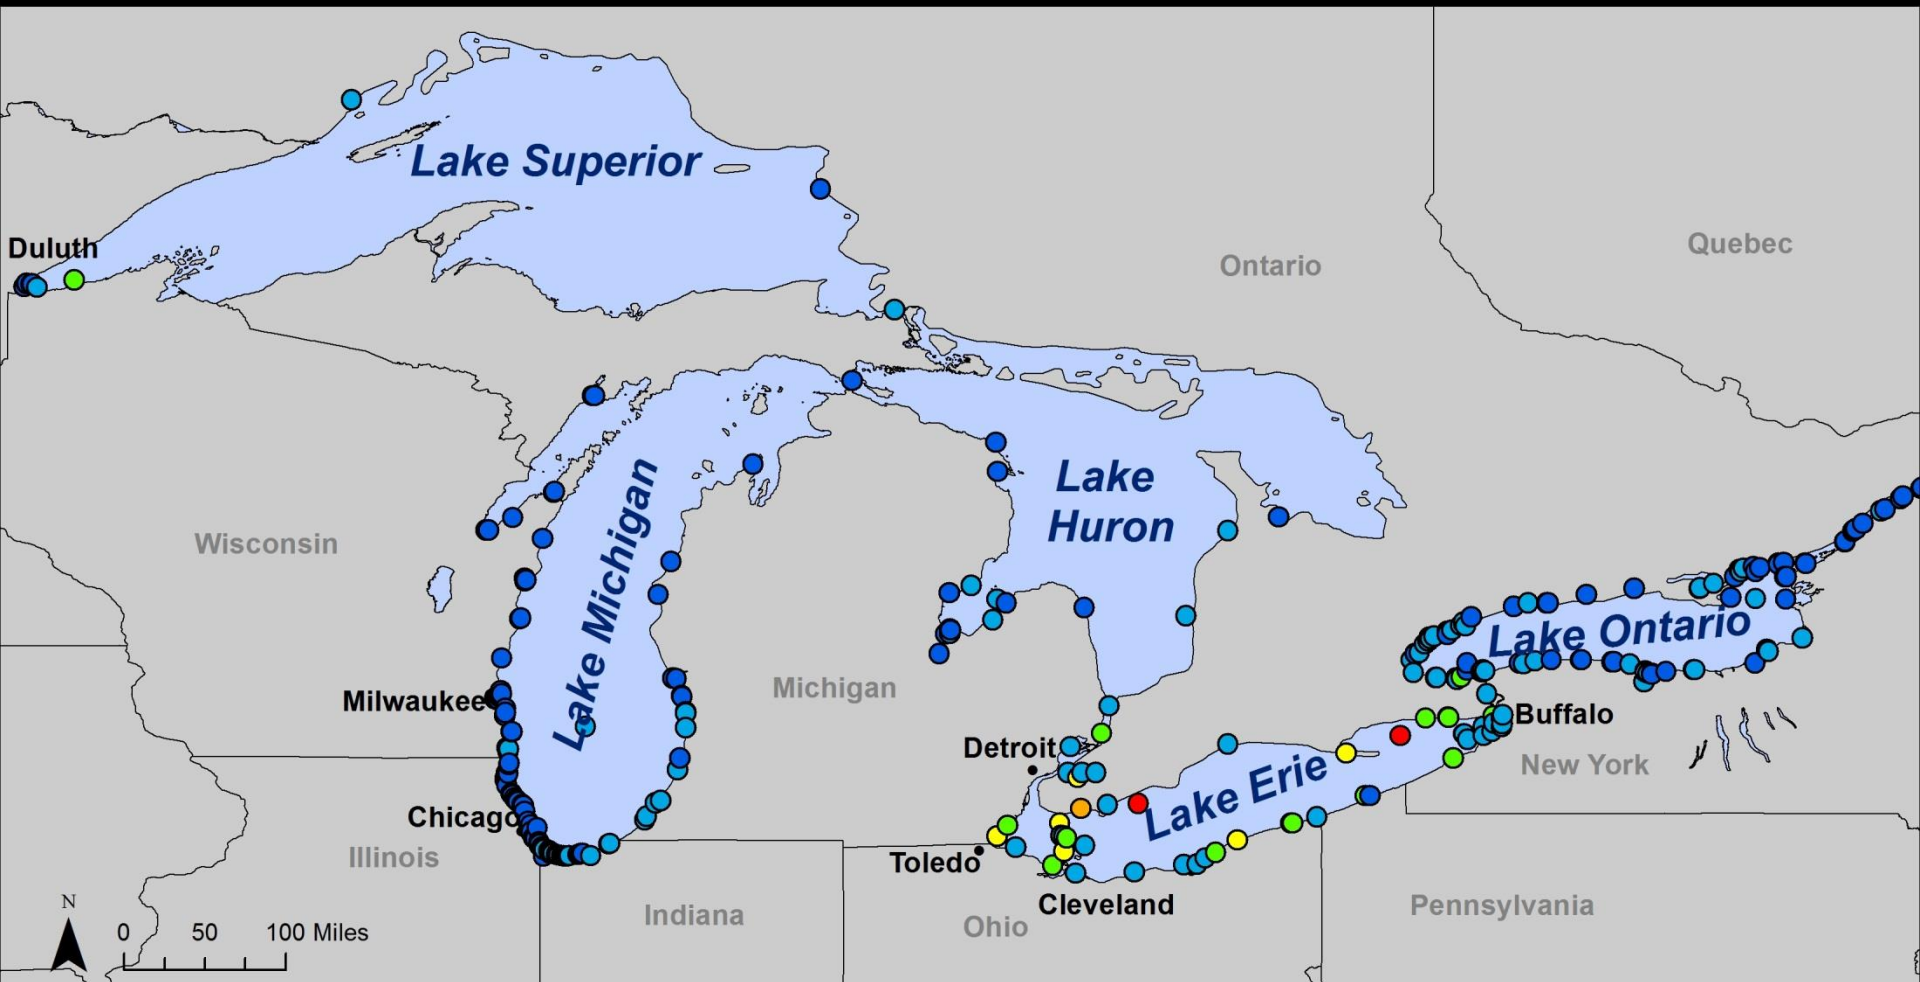 Lake Superior
Duluth
Quebec
Ontario
Lake
Huron
Lake Michigan
Wisconsin
Lake Ontario
Michigan
Milwaukee
Buffalo
Detroit
New York
Lake Erie
Chicago
Illinois
Toledo
Cleveland
Pennsylvania
Indiana
Ohio
N
0 50 100 Miles